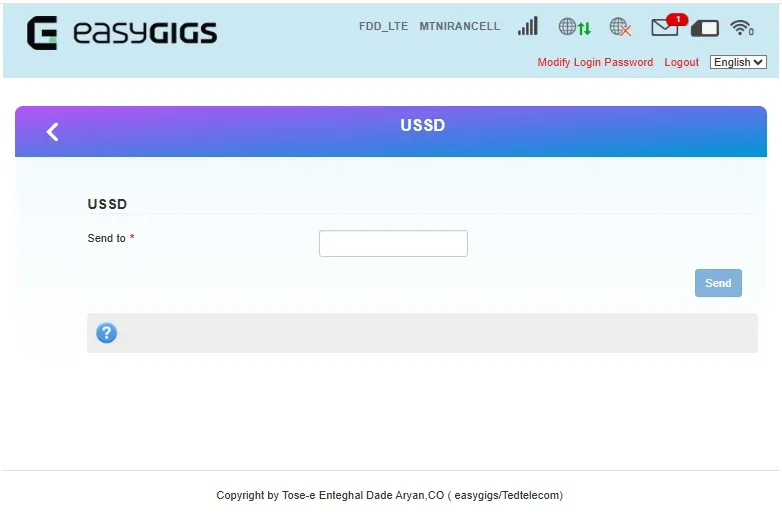 easyGIGS
FDD_LTE MTNIRANCELL 1 0
Modify Login Password Logout English
USSD
USSD
Send to *
Send
?
Copyright by Tose-e Enteghal Dade Aryan,CO ( easygigs/Tedtelecom)